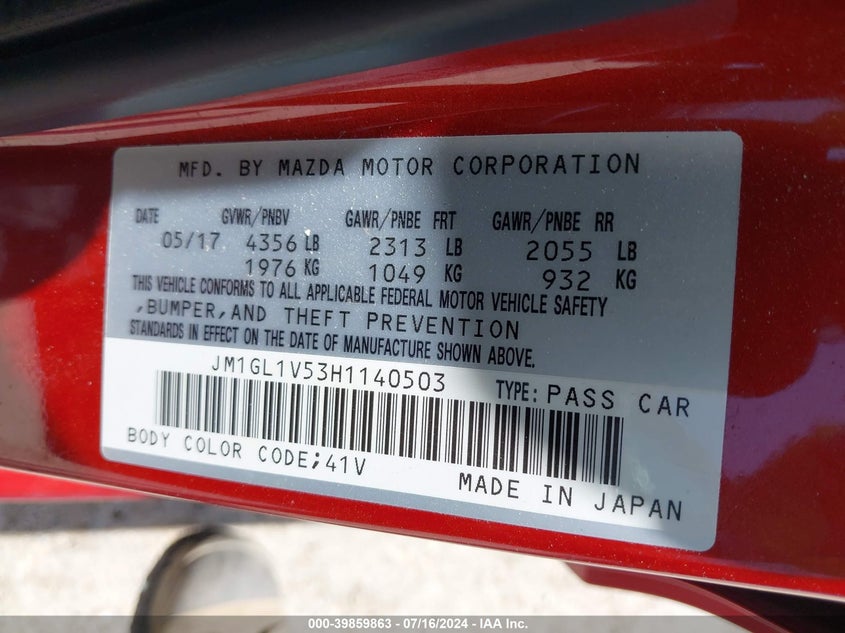 MFD. BY MAZDA MOTOR CORPORATION
DATE GVWR/PNBV GAWR/PNBE FRT GAWR/PNBE RR
05/17 4356 LB 2313 LB 2055 LB
1976 KG 1049 KG 932 KG
THIS VEHICLE CONFORMS TO ALL APPLICABLE FEDERAL MOTOR VEHICLE SAFETY
,BUMPER,AND THEFT PREVENTION
STANDARDS IN EFFECT ON THE DATE OF MANUFACTURE SHOWN ABOVE.
JM1GL1V53H1140503 TYPE: PASS CAR
BODY COLOR CODE;41V
MADE IN JAPAN
000-39859863 - 07/16/2024 - IAA Inc.